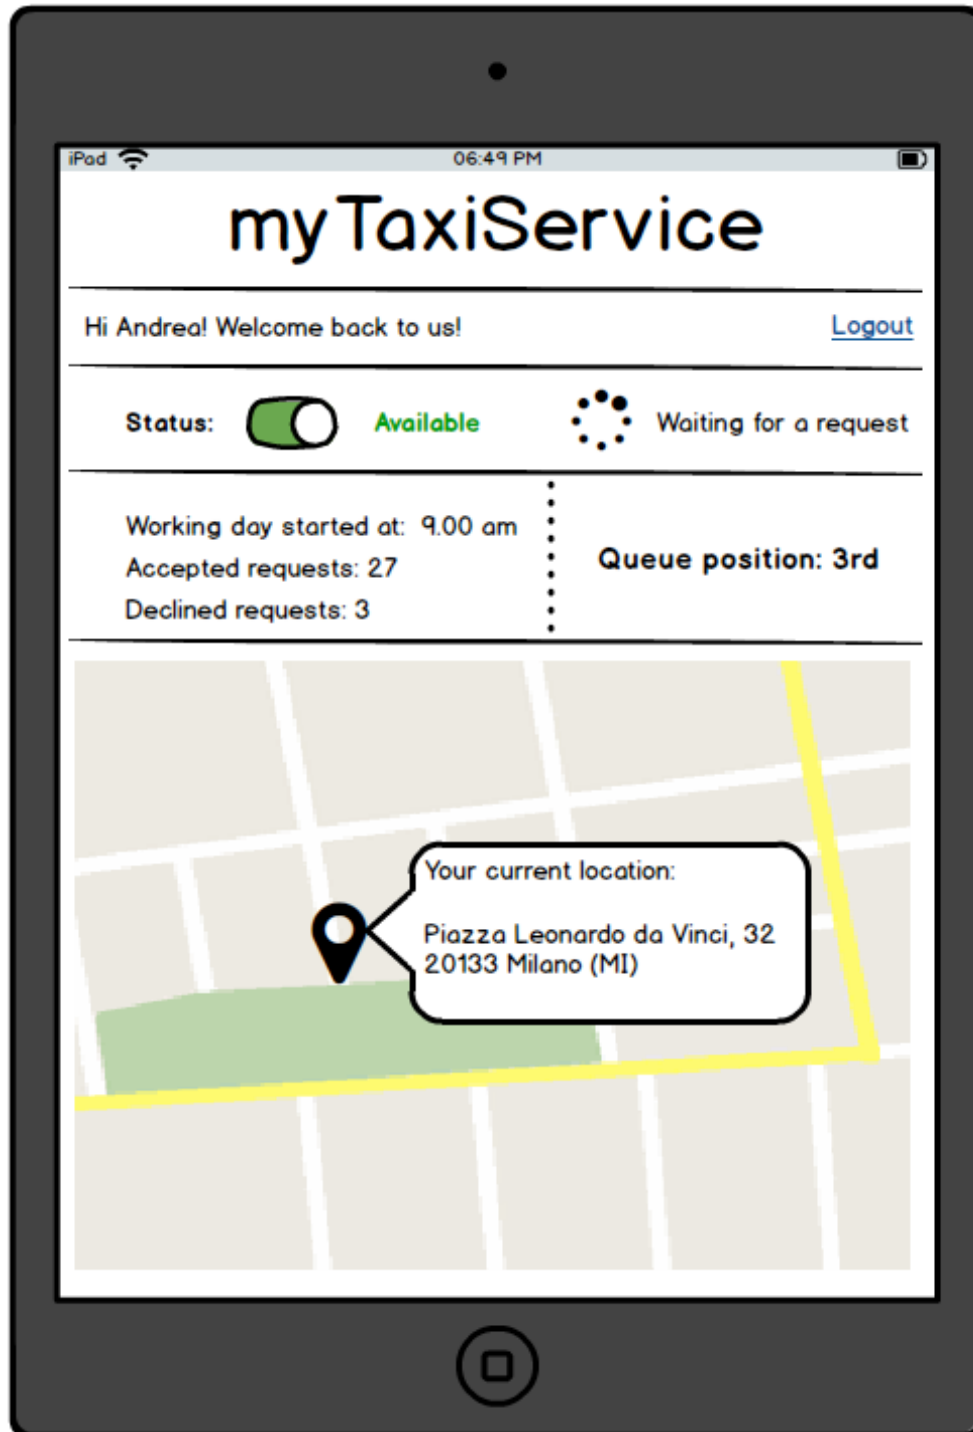 iPad 06:49 PM
myTaxiService
Hi Andrea! Welcome back to us! Logout
Status: Available Waiting for a request
Working day started at: 9.00 am
Accepted requests: 27
Declined requests: 3
Queue position: 3rd
Your current location:
Piazza Leonardo da Vinci, 32
20133 Milano (MI)